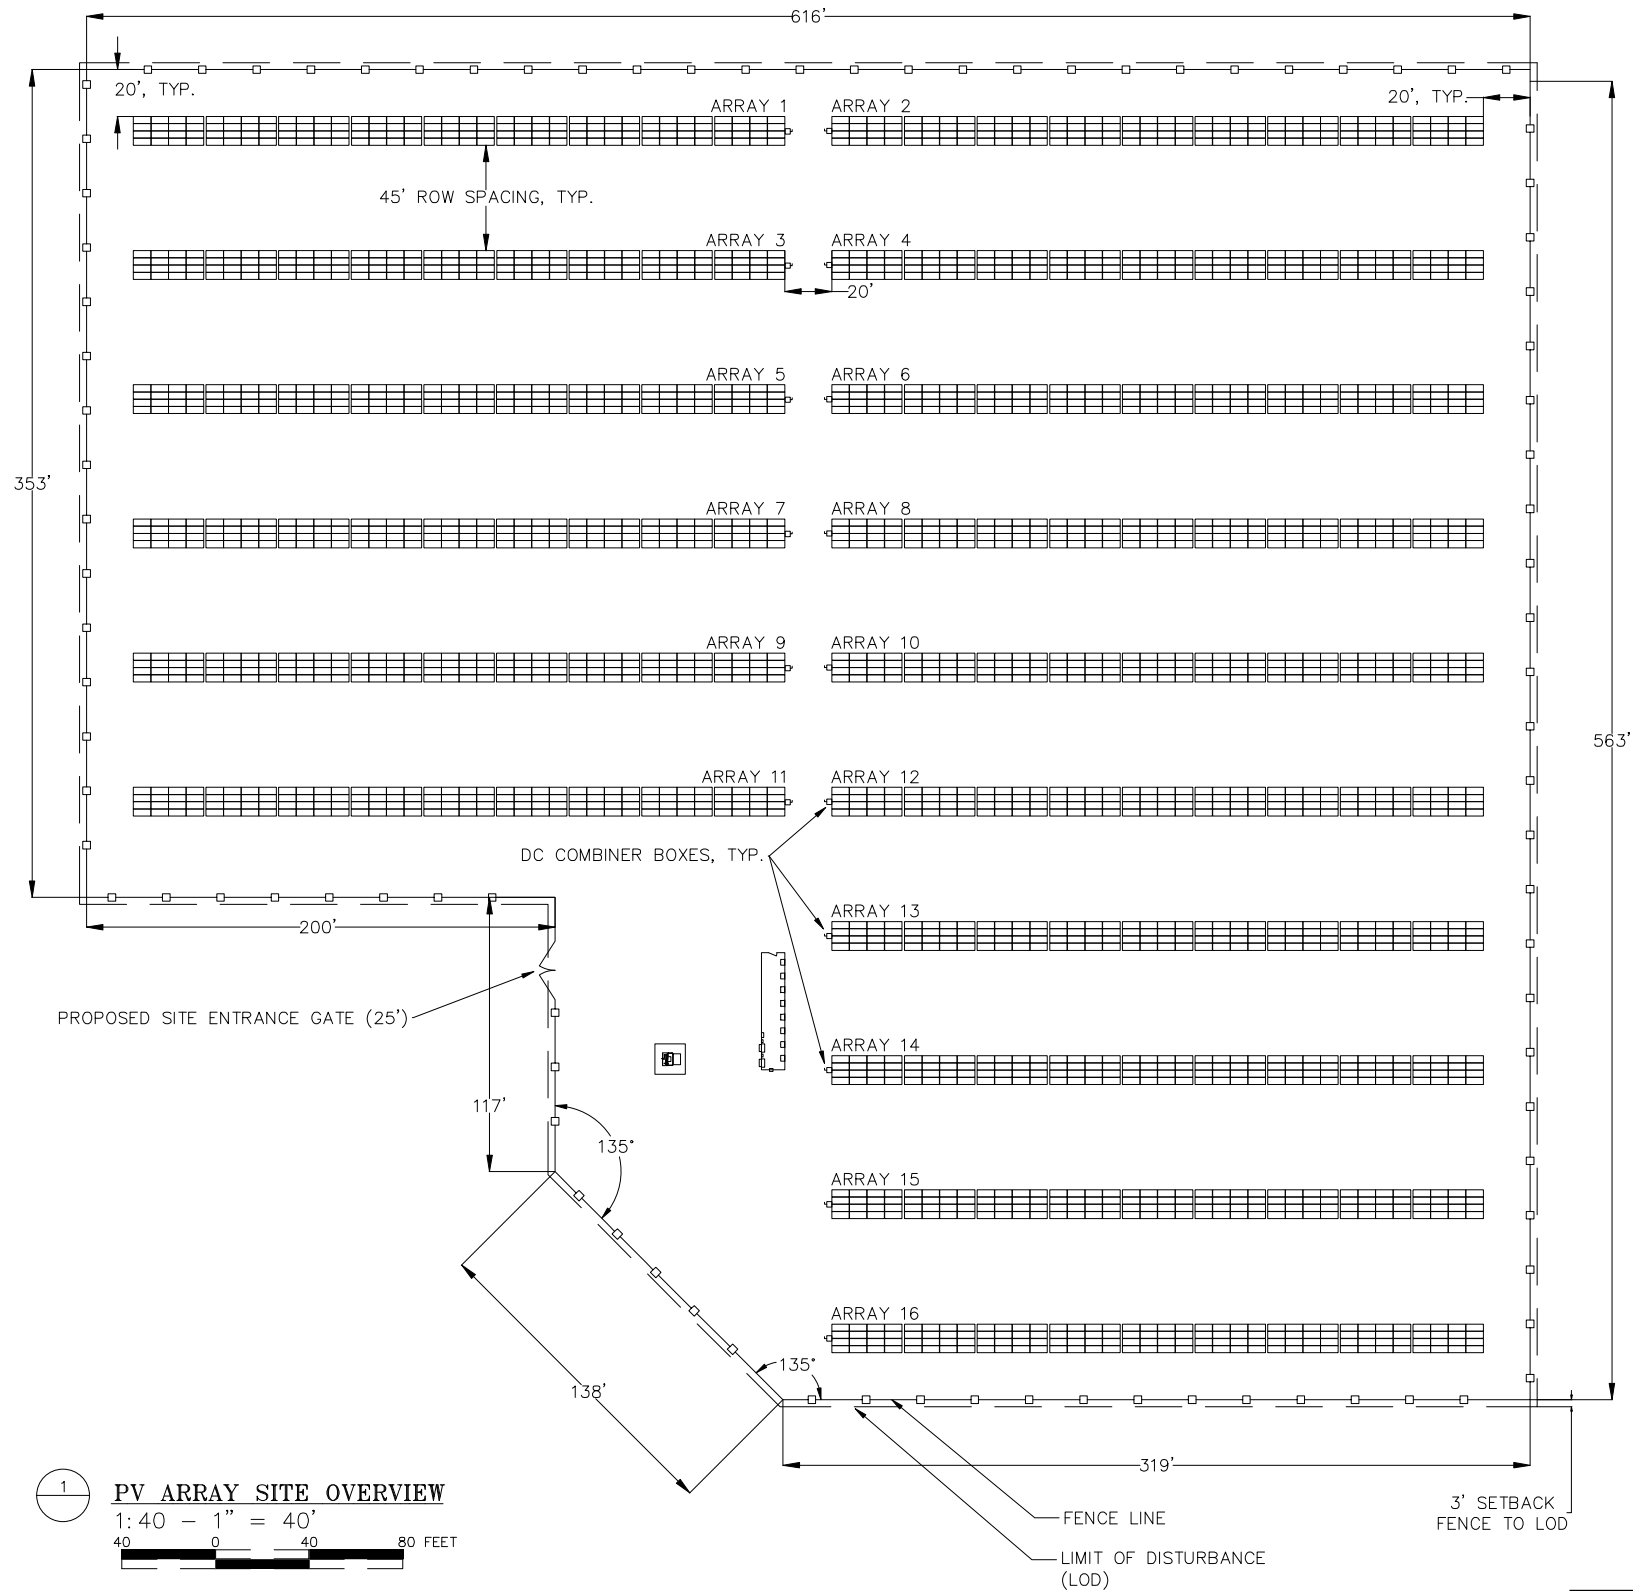 616'
20', TYP.
20', TYP.
ARRAY 1
ARRAY 2
45' ROW SPACING, TYP.
ARRAY 3
ARRAY 4
20'
ARRAY 5
ARRAY 6
353'
ARRAY 7
ARRAY 8
ARRAY 9
ARRAY 10
563'
ARRAY 11
ARRAY 12
DC COMBINER BOXES, TYP.
ARRAY 13
200'
PROPOSED SITE ENTRANCE GATE (25')
ARRAY 14
117'
135°
ARRAY 15
ARRAY 16
135°
138'
319'
1
PV ARRAY SITE OVERVIEW
1:40 - 1" = 40'
40 0 40 80 FEET
FENCE LINE
3' SETBACK
FENCE TO LOD
LIMIT OF DISTURBANCE
(LOD)